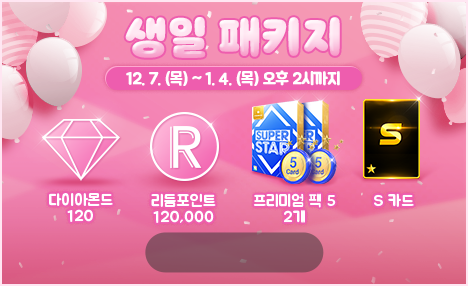 생일 패키지
12. 7. (목) ~ 1. 4. (목) 오후 2시까지
R
SUPER
STAR
5
Card
5
Card
S
다이아몬드
120
리듬포인트
120,000
프리미엄 팩 5
2개
S 카드